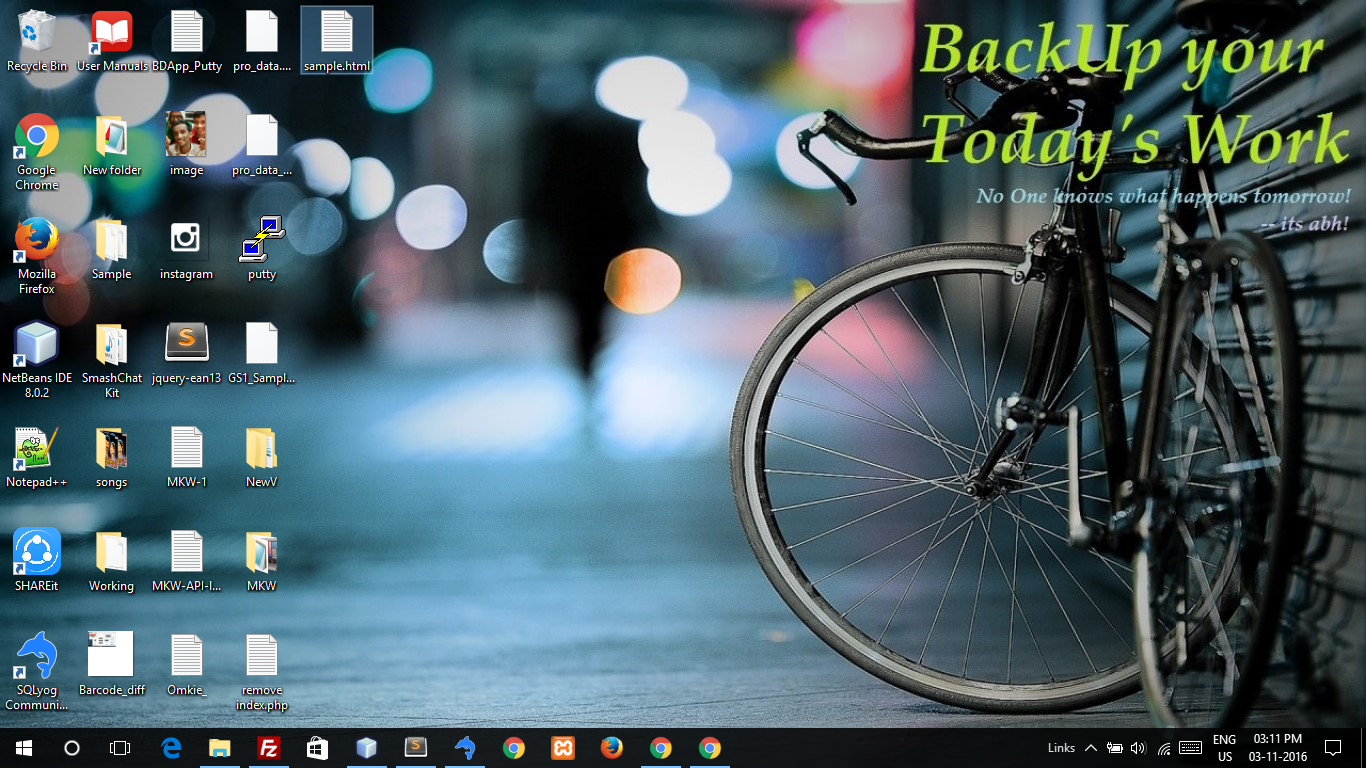 Recycle Bin
User Manuals
BDApp_Putty
pro_data....
sample.html
BackUp your
Today's Work
No One knows what happens tomorrow!
-- its abh!
Google
Chrome
New folder
image
pro_data_...
Mozilla
Firefox
Sample
instagram
putty
NetBeans IDE
8.0.2
SmashChat
Kit
jquery-ean13
GS1_Sampl...
Notepad++
songs
MKW-1
NewV
SHAREit
Working
MKW-API-I...
MKW
SQLyog
Communi...
Barcode_diff
Omkie_
remove
index.php
Links
ENG
US
03:11 PM
03-11-2016